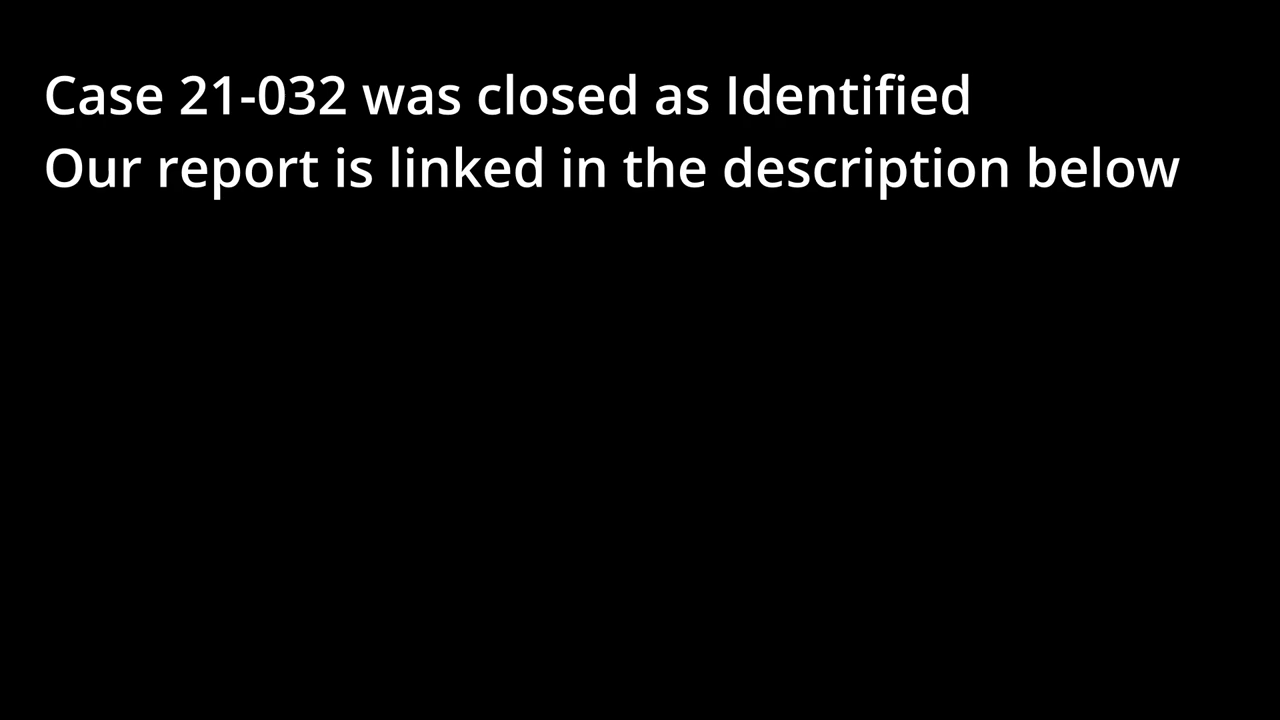 Case 21-032 was closed as Identified
Our report is linked in the description below